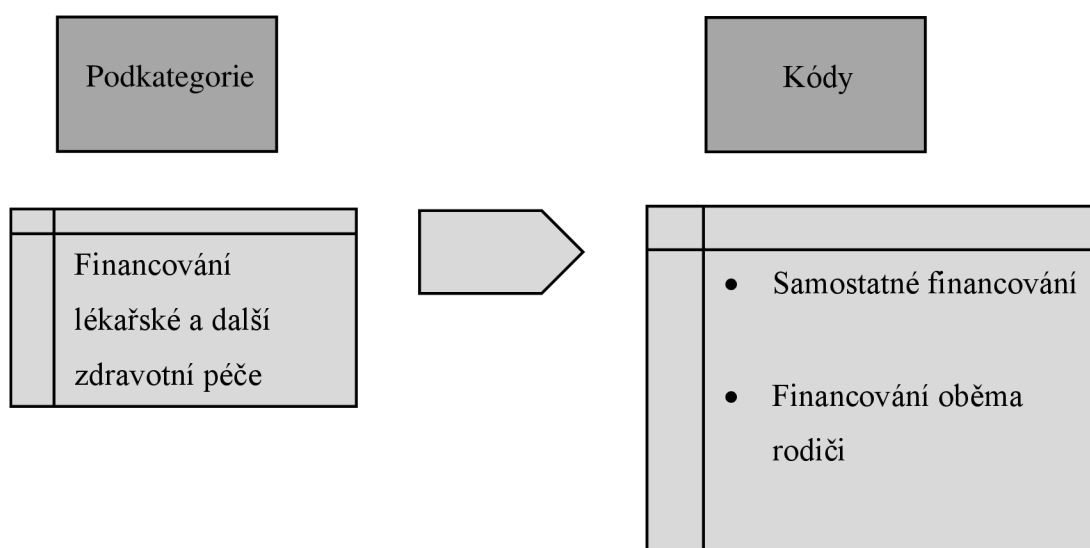 Podkategorie
Kódy
Financování
lékařské a další
zdravotní péče
• Samostatné financování
• Financování oběma
rodiči